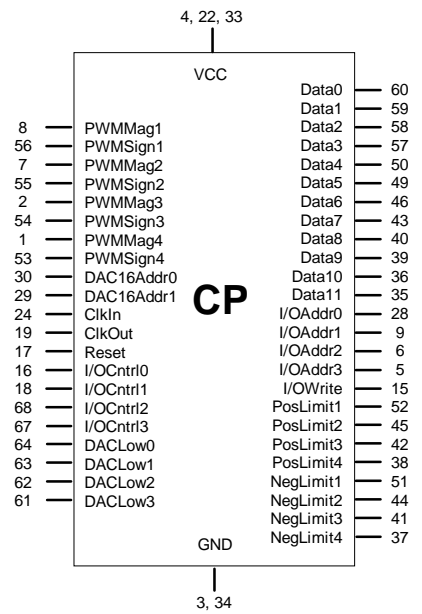 4, 22, 33
VCC
8 PWMMag1
56 PWMSign1
7 PWMMag2
55 PWMSign2
2 PWMMag3
54 PWMSign3
1 PWMMag4
53 PWMSign4
30 DAC16Addr0
29 DAC16Addr1
24 ClkIn
19 ClkOut
17 Reset
16 I/OCntrl0
18 I/OCntrl1
68 I/OCntrl2
67 I/OCntrl3
64 DACLow0
63 DACLow1
62 DACLow2
61 DACLow3
CP
Data0 60
Data1 59
Data2 58
Data3 57
Data4 50
Data5 49
Data6 46
Data7 43
Data8 40
Data9 39
Data10 36
Data11 35
I/OAddr0 28
I/OAddr1 9
I/OAddr2 6
I/OAddr3 5
I/OWrite 15
PosLimit1 52
PosLimit2 45
PosLimit3 42
PosLimit4 38
NegLimit1 51
NegLimit2 44
NegLimit3 41
NegLimit4 37
GND
3, 34